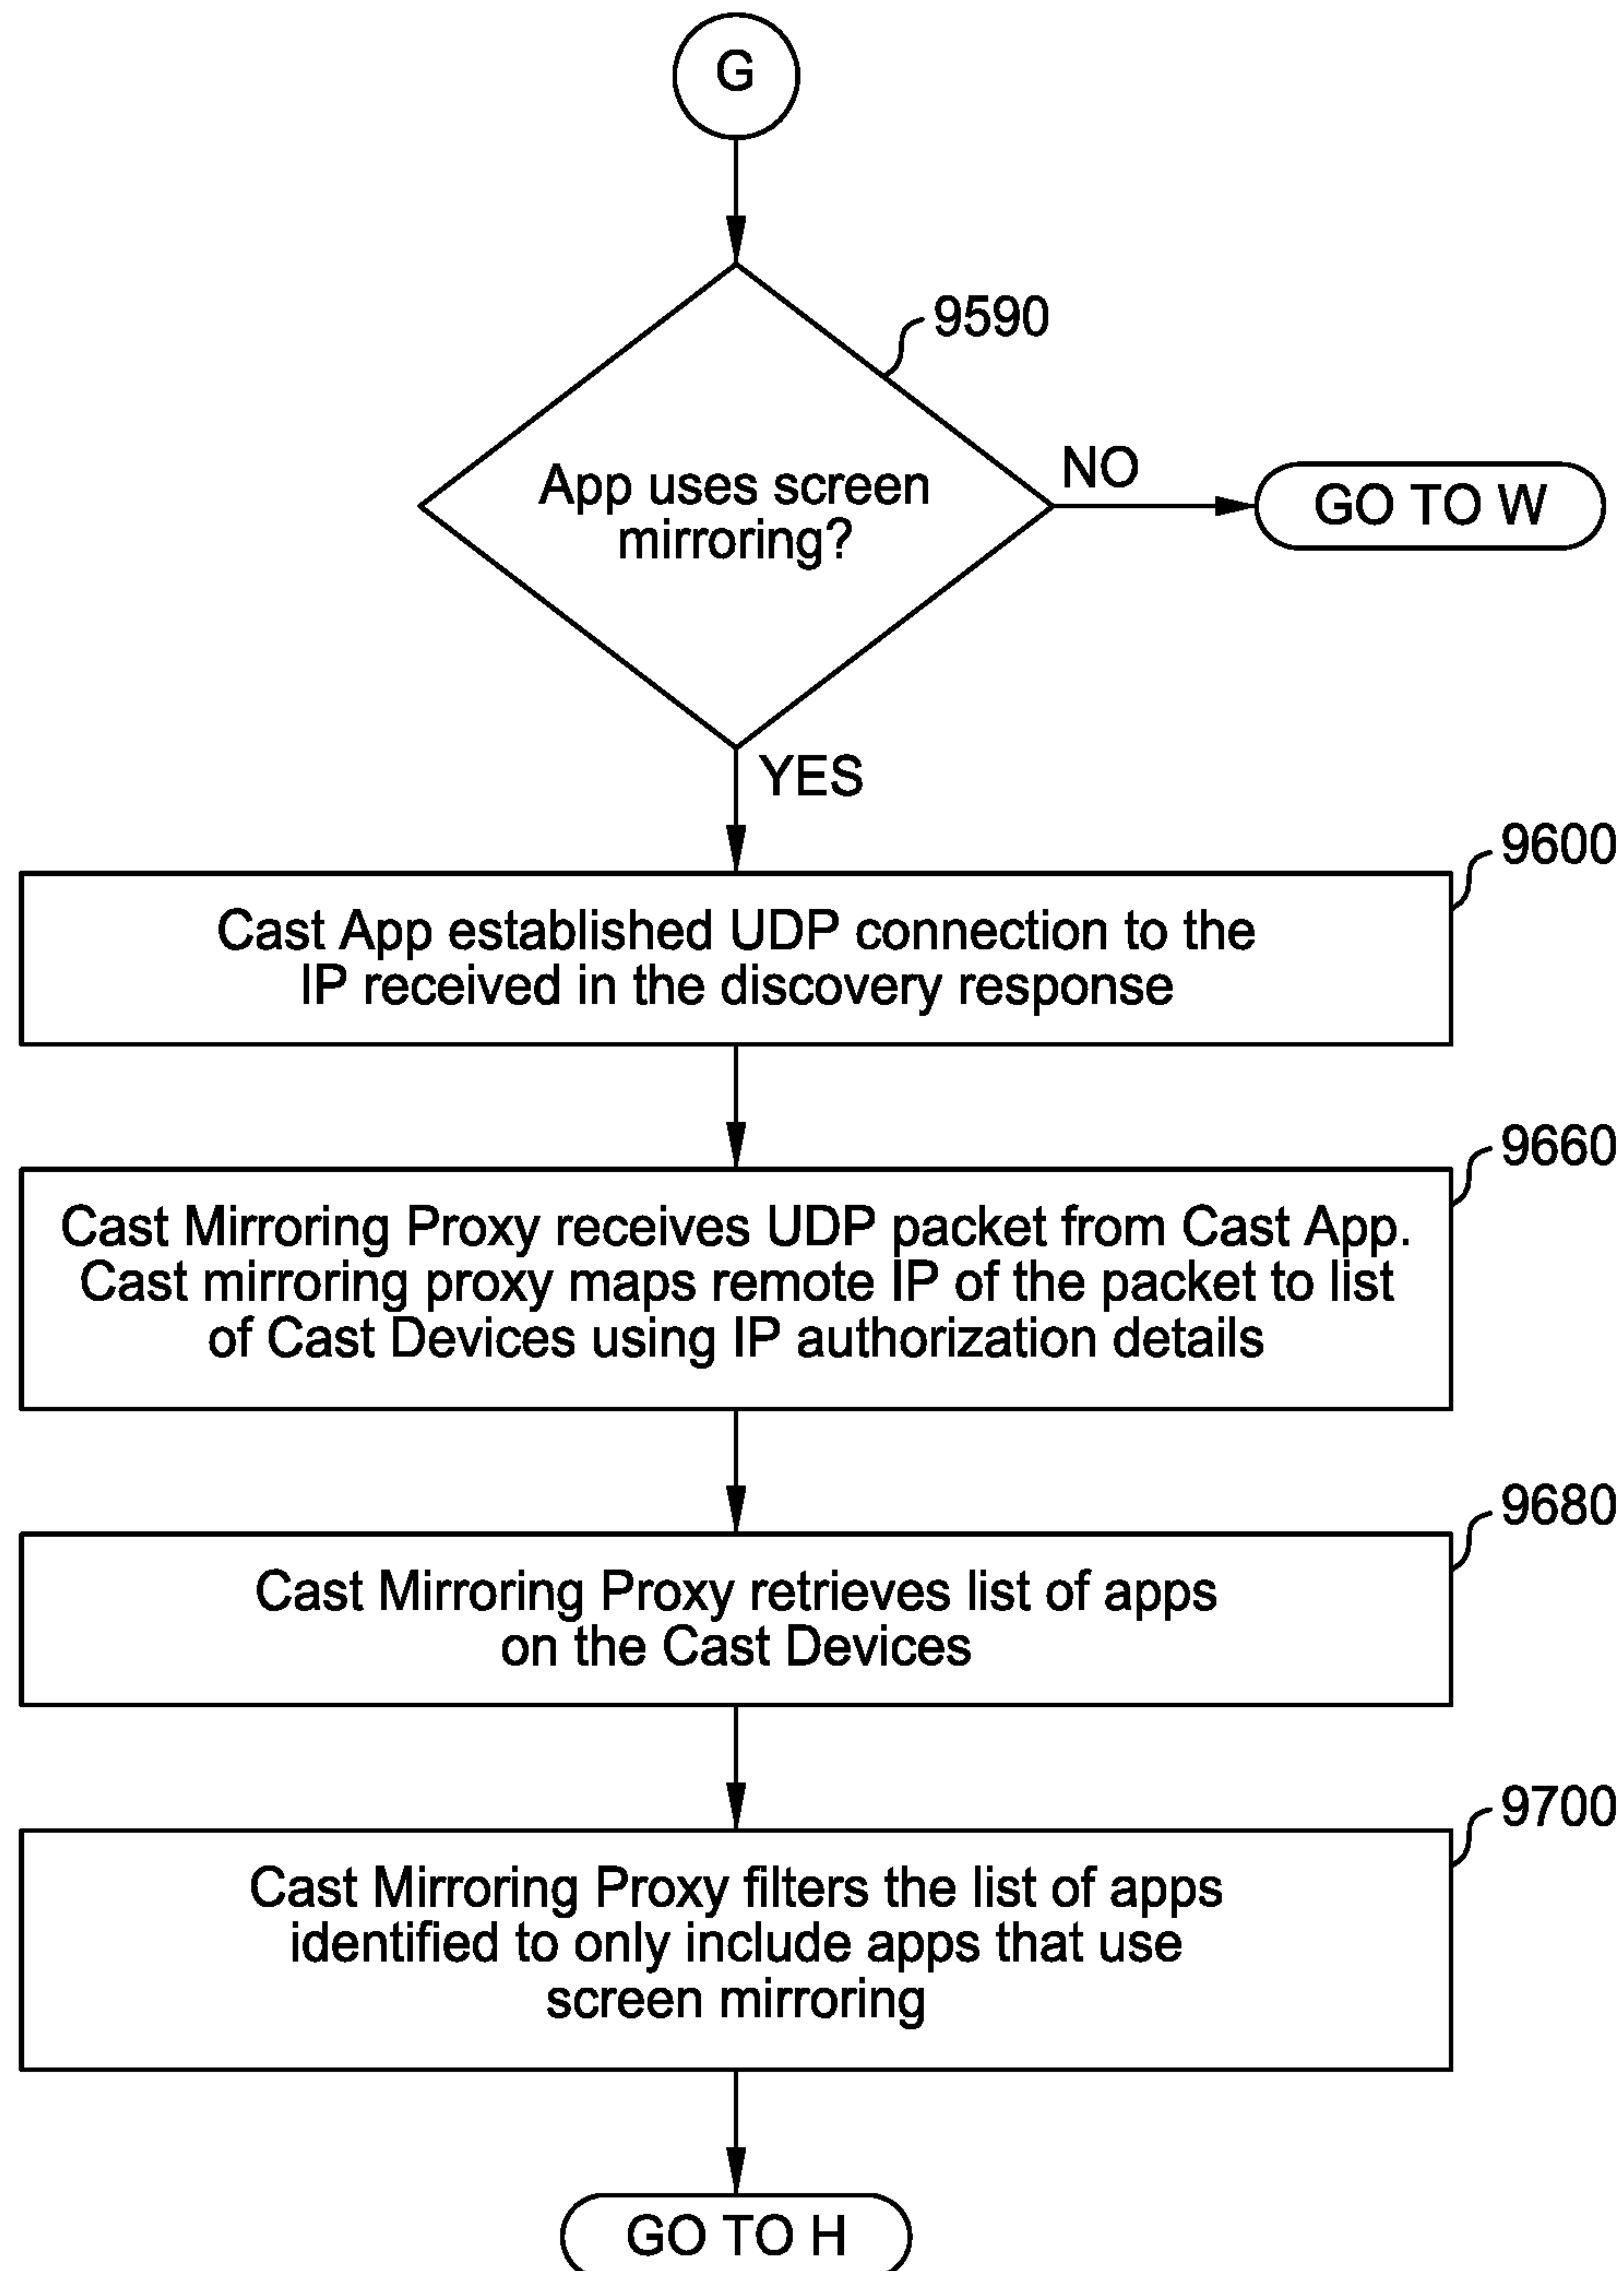 G
9590
App uses screen
mirroring?
NO
GO TO W
YES
9600
Cast App established UDP connection to the
IP received in the discovery response
9660
Cast Mirroring Proxy receives UDP packet from Cast App.
Cast mirroring proxy maps remote IP of the packet to list
of Cast Devices using IP authorization details
9680
Cast Mirroring Proxy retrieves list of apps
on the Cast Devices
9700
Cast Mirroring Proxy filters the list of apps
identified to only include apps that use
screen mirroring
GO TO H